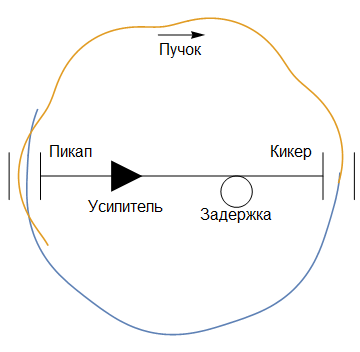 Пучок
Пикап
Кикер
Усилитель
Задержка